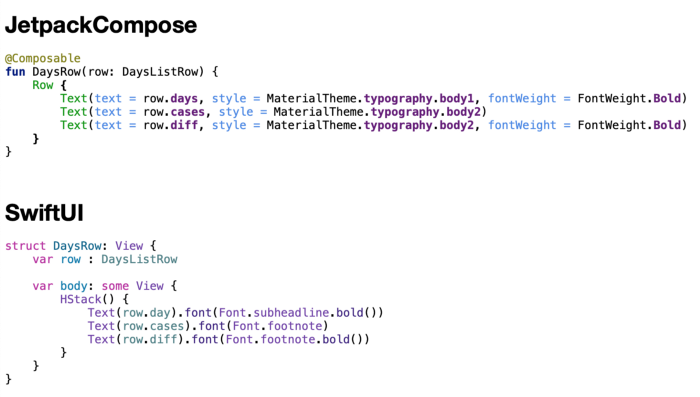 JetpackCompose
@Composable
fun DaysRow(row: DaysListRow) {
    Row {
        Text(text = row.days, style = MaterialTheme.typography.body1, fontWeight = FontWeight.Bold)
        Text(text = row.cases, style = MaterialTheme.typography.body2)
        Text(text = row.diff, style = MaterialTheme.typography.body2, fontWeight = FontWeight.Bold)
    }
}
SwiftUI
struct DaysRow: View {
    var row : DaysListRow
    var body: some View {
        HStack() {
            Text(row.day).font(Font.subheadline.bold())
            Text(row.cases).font(Font.footnote)
            Text(row.diff).font(Font.footnote.bold())
        }
    }
}